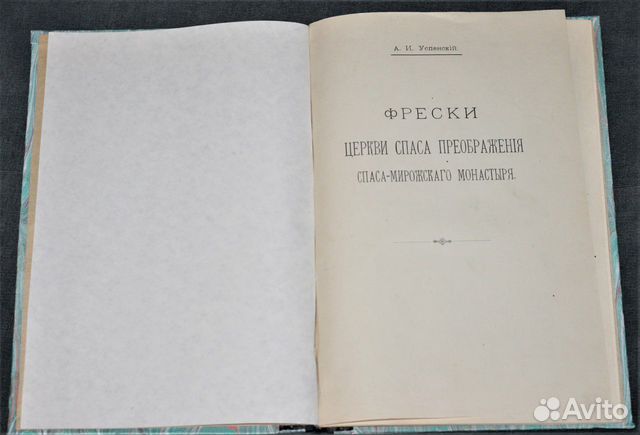 А. И. Успенскій.
ФРЕСКИ
ЦЕРКВИ СПАСА ПРЕОБРАЖЕНІЯ
СПАСА-МИРОЖСКАГО МОНАСТЫРЯ.
Avito